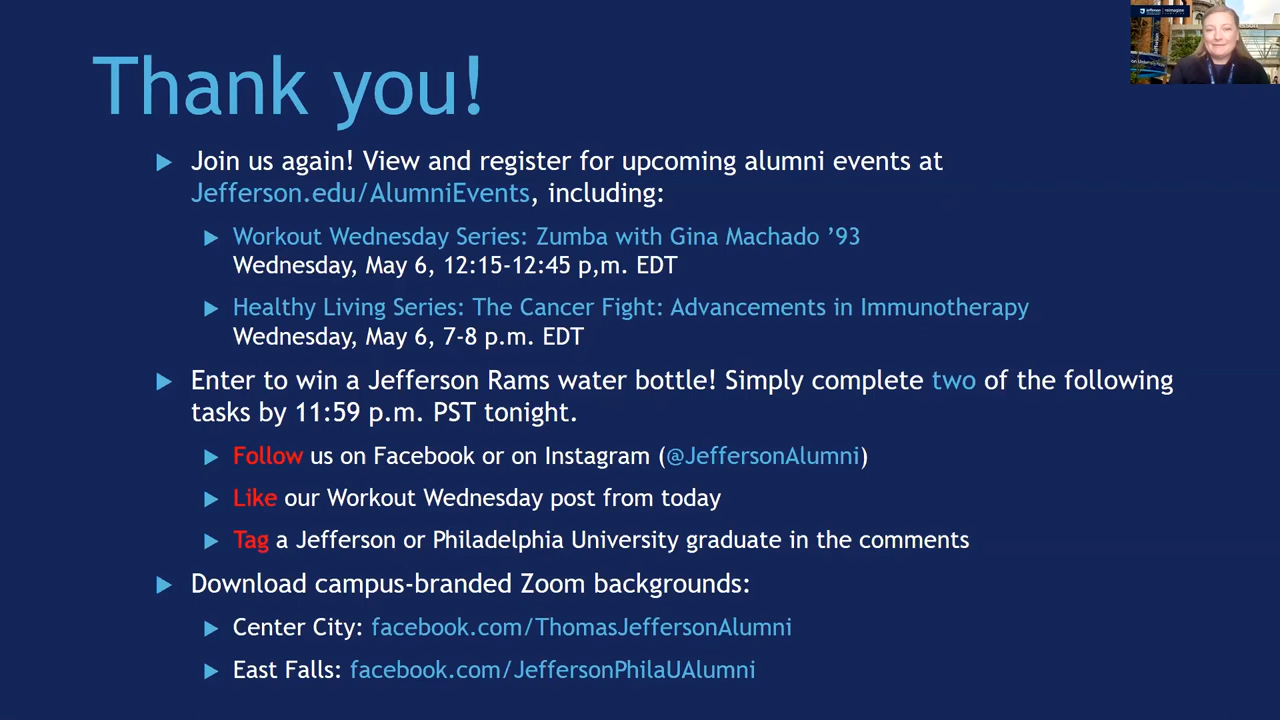 Thank you!
Join us again! View and register for upcoming alumni events at
Jefferson.edu/AlumniEvents, including:
Workout Wednesday Series: Zumba with Gina Machado ’93
Wednesday, May 6, 12:15-12:45 p,m. EDT
Healthy Living Series: The Cancer Fight: Advancements in Immunotherapy
Wednesday, May 6, 7-8 p.m. EDT
Enter to win a Jefferson Rams water bottle! Simply complete two of the following
tasks by 11:59 p.m. PST tonight.
Follow us on Facebook or on Instagram (@JeffersonAlumni)
Like our Workout Wednesday post from today
Tag a Jefferson or Philadelphia University graduate in the comments
Download campus-branded Zoom backgrounds:
Center City: facebook.com/ThomasJeffersonAlumni
East Falls: facebook.com/JeffersonPhilaUAlumni